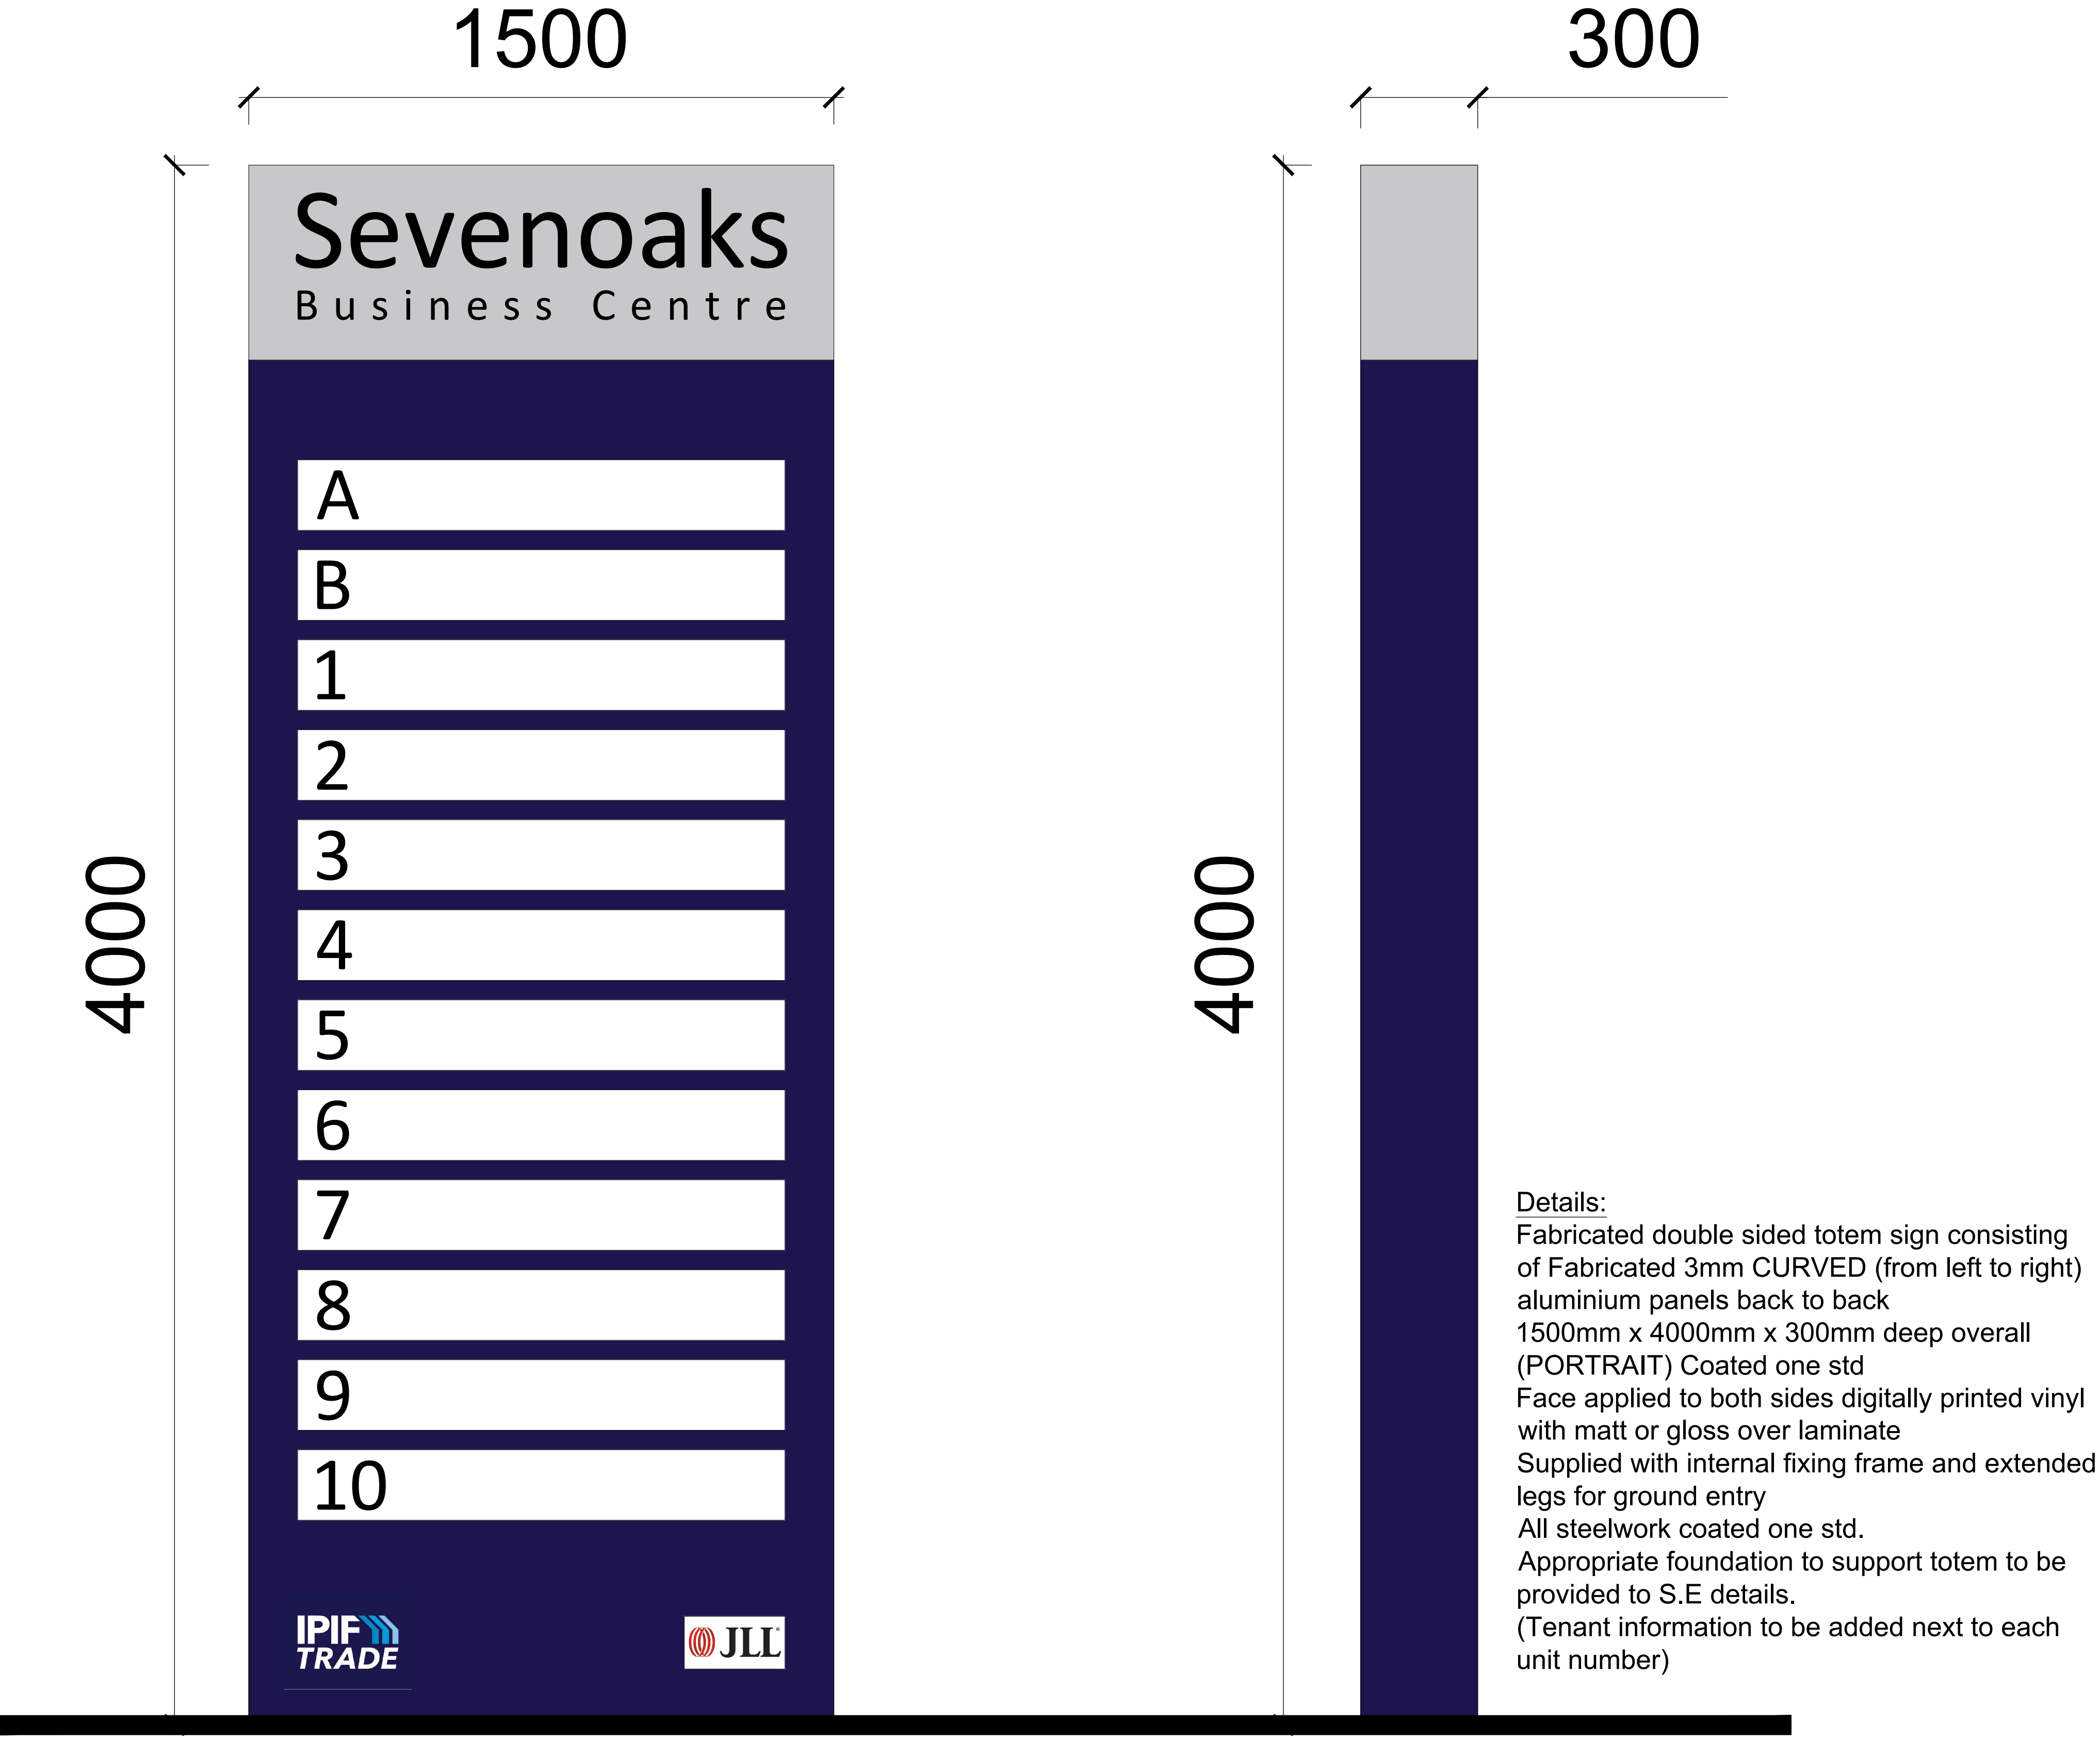 1500
300
4000
Sevenoaks
Business Centre
A
B
1
2
3
4
5
6
7
8
9
10
IPIF
TRADE
JLL
4000
Details:
Fabricated double sided totem sign consisting
of Fabricated 3mm CURVED (from left to right)
aluminium panels back to back
1500mm x 4000mm x 300mm deep overall
(PORTRAIT) Coated one std
Face applied to both sides digitally printed vinyl
with matt or gloss over laminate
Supplied with internal fixing frame and extended
legs for ground entry
All steelwork coated one std.
Appropriate foundation to support totem to be
provided to S.E details.
(Tenant information to be added next to each
unit number)